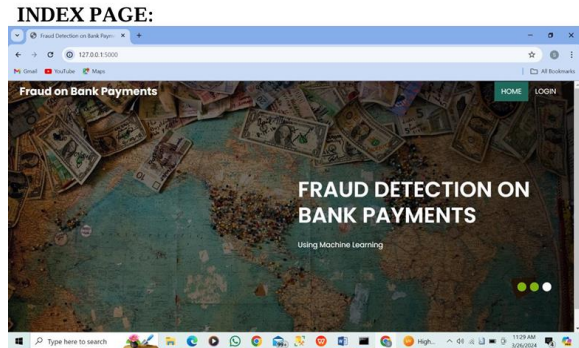 INDEX PAGE:
Fraud Detection on Bank Payme
127.0.0.1:5000
Gmail YouTube Maps All Bookmarks
Fraud on Bank Payments HOME LOGIN
FRAUD DETECTION ON
BANK PAYMENTS
Using Machine Learning
Type here to search 99+ High... 11:29 AM
3/26/2024